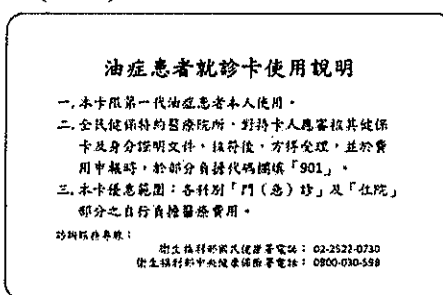 油症患者就診卡使用說明
一、本卡限第一代油症患者本人使用。
二、全民健保特約醫療院所，對持卡人應審核其健保
卡及身分證明文件，核符後，方得受理，並於費
用申報時，於部分負擔代碼欄填「901」。
三、本卡優惠範圍：各科別「門（急）診」及「住院」
部分之自行負擔醫療費用。
諮詢服務專線：
衛生福利部國民健康署電話：02-2522-0730
衛生福利部中央健康保險署電話：0800-030-598